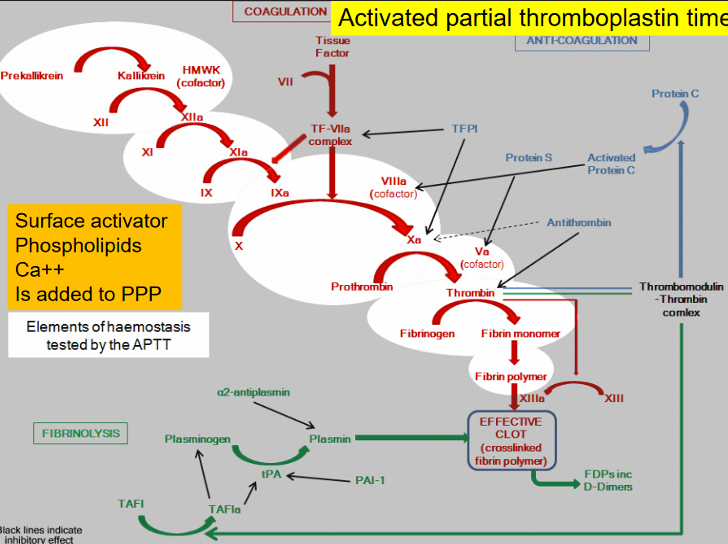 COAGULATION
Activated partial thromboplastin time
ANTI-COAGULATION
Tissue
Factor
Prekallikrein
Kallikrein
HMWK
(cofactor)
VII
Protein C
XII
XIIa
TF-VIIa
complex
TFPI
XI
XIa
Protein S
Activated
Protein C
IX
IXa
VIIIa
(cofactor)
Surface activator
Phospholipids
Ca++
Is added to PPP
X
Xa
Antithrombin
Va
(cofactor)
Prothrombin
Thrombin
Thrombomodulin
-Thrombin
comlex
Elements of haemostasis
tested by the APTT
Fibrinogen
Fibrin monomer
Fibrin polymer
α2-antiplasmin
XIIIa
XIII
FIBRINOLYSIS
Plasminogen
Plasmin
EFFECTIVE
CLOT
(crosslinked
fibrin polymer)
tPA
PAI-1
FDPs inc
D-Dimers
TAFI
TAFIa
Black lines indicate
inhibitory effect